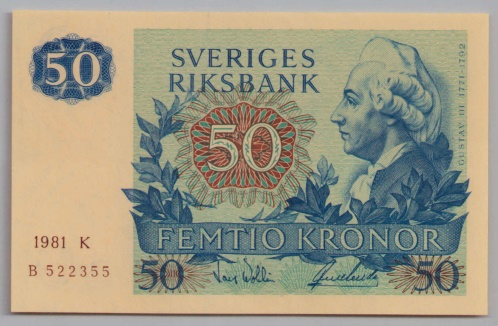 50
SVERIGES
RIKSBANK
50
GUSTAV III 1771-1792
1981 K
B 522355
FEMTIO KRONOR
50
50